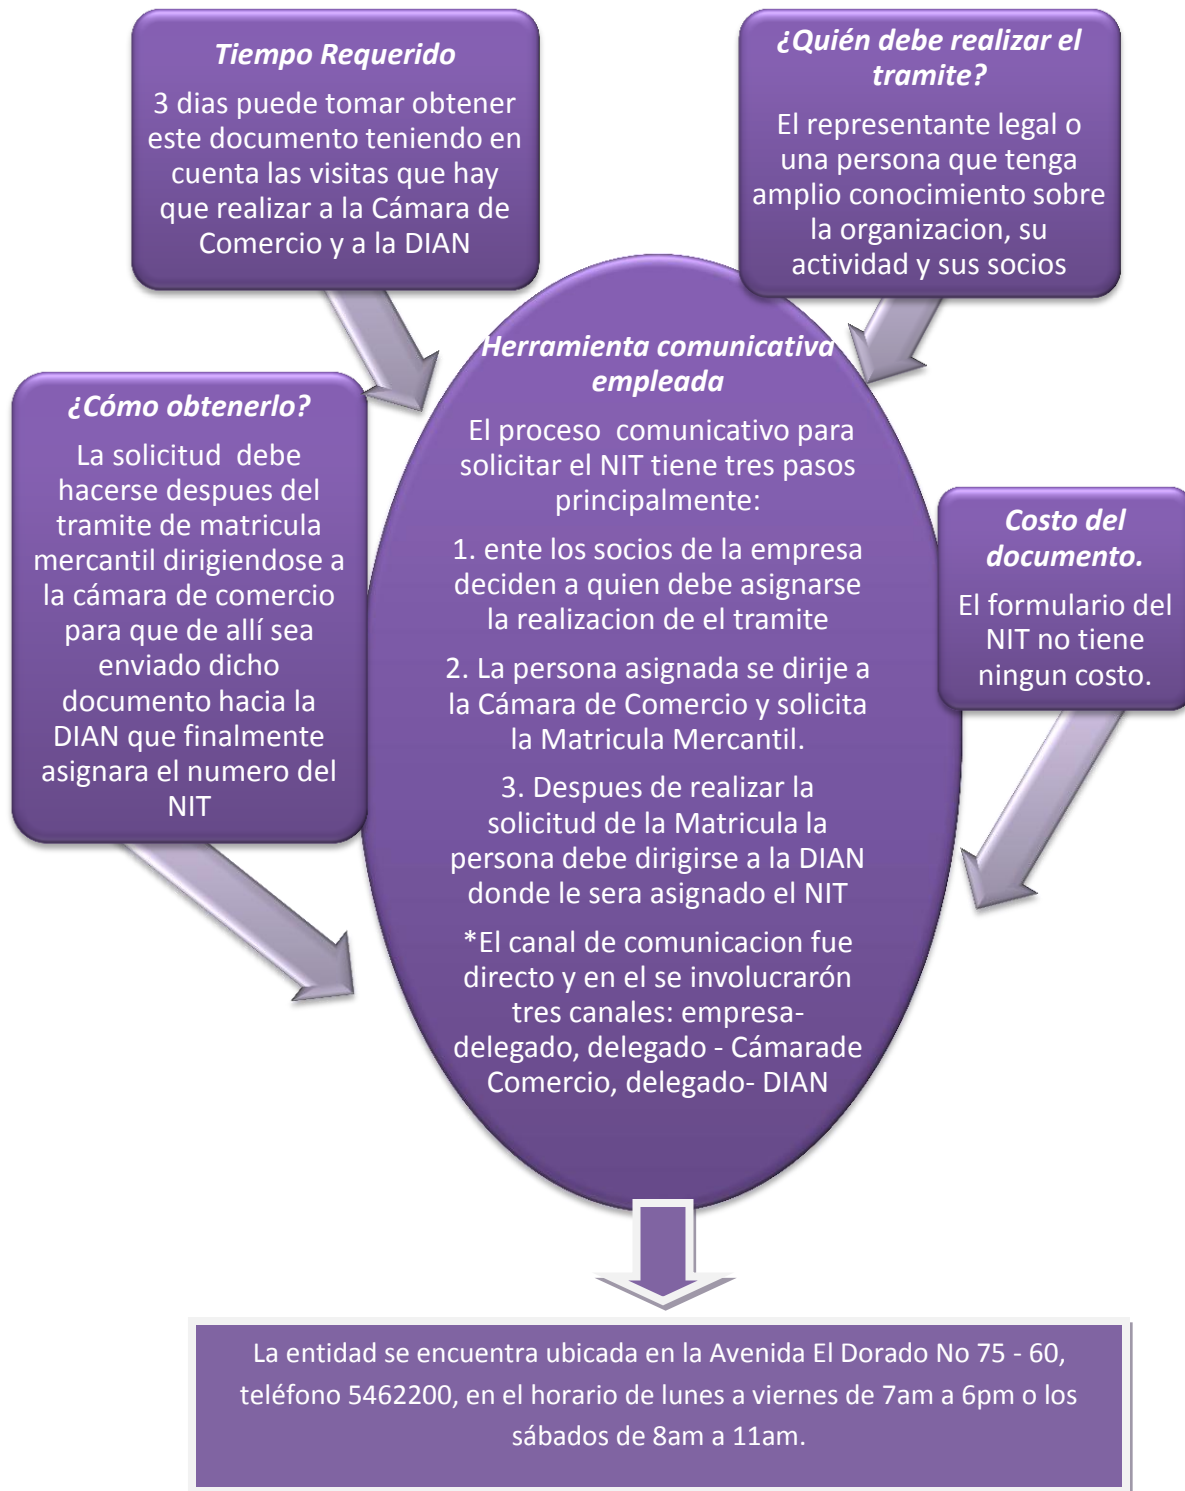 Tiempo Requerido
3 dias puede tomar obtener
este documento teniendo en
cuenta las visitas que hay
que realizar a la Cámara de
Comercio y a la DIAN
¿Quién debe realizar el
tramite?
El representante legal o
una persona que tenga
amplio conocimiento sobre
la organizacion, su
actividad y sus socios
¿Cómo obtenerlo?
La solicitud debe
hacerse despues del
tramite de matricula
mercantil dirigiendose a
la cámara de comercio
para que de allí sea
enviado dicho
documento hacia la
DIAN que finalmente
asignara el numero del
NIT
Herramienta comunicativa
empleada
El proceso comunicativo para
solicitar el NIT tiene tres pasos
principalmente:
1. ente los socios de la empresa
deciden a quien debe asignarse
la realizacion de el tramite
2. La persona asignada se dirije a
la Cámara de Comercio y solicita
la Matricula Mercantil.
3. Despues de realizar la
solicitud de la Matricula la
persona debe dirigirse a la DIAN
donde le sera asignado el NIT
*El canal de comunicacion fue
directo y en el se involucrarón
tres canales: empresa-
delegado, delegado - Cámarade
Comercio, delegado- DIAN
Costo del
documento.
El formulario del
NIT no tiene
ningun costo.
La entidad se encuentra ubicada en la Avenida El Dorado No 75 - 60,
teléfono 5462200, en el horario de lunes a viernes de 7am a 6pm o los
sábados de 8am a 11am.